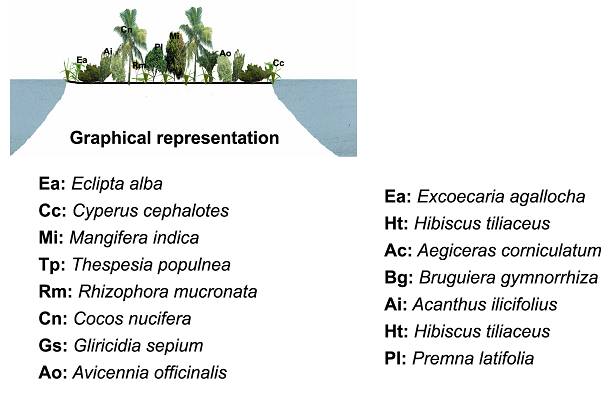 Cn
Mi
Pl
Ai
Ao
Ea
Rm
Cc
Graphical representation
Ea: Eclipta alba
Cc: Cyperus cephalotes
Mi: Mangifera indica
Tp: Thespesia populnea
Rm: Rhizophora mucronata
Cn: Cocos nucifera
Gs: Gliricidia sepium
Ao: Avicennia officinalis
Ea: Excoecaria agallocha
Ht: Hibiscus tiliaceus
Ac: Aegiceras corniculatum
Bg: Bruguiera gymnorrhiza
Ai: Acanthus ilicifolius
Ht: Hibiscus tiliaceus
Pl: Premna latifolia